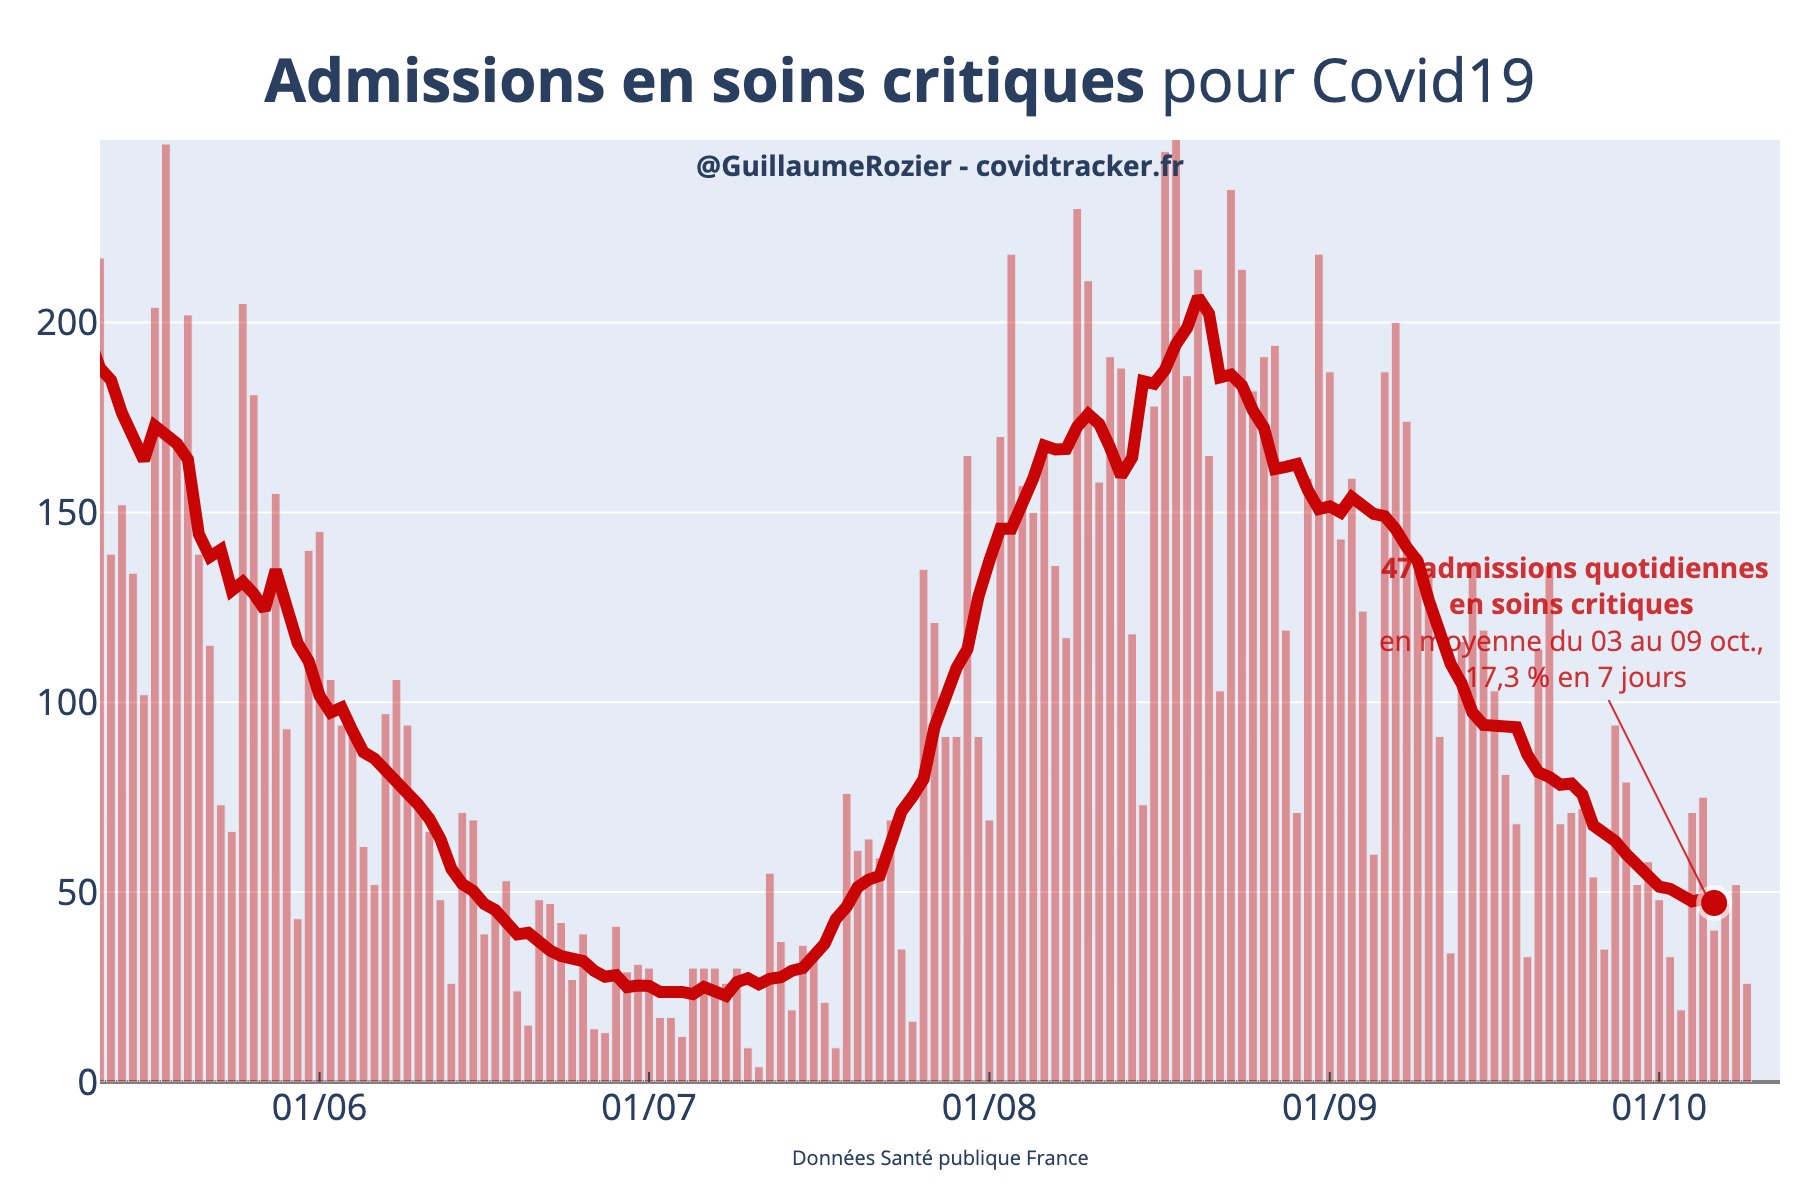 Admissions en soins critiques pour Covid19
@GuillaumeRozier - covidtracker.fr
200
150
100
50
0
47 admissions quotidiennes
en soins critiques
en moyenne du 03 au 09 oct.,
17,3 % en 7 jours
01/06
01/07
01/08
01/09
01/10
Données Santé publique France